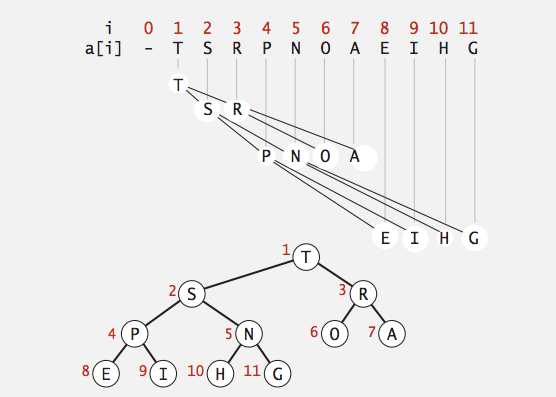 i 0 1 2 3 4 5 6 7 8 9 10 11
a[i] - T S R P N O A E I H G
T
S R
P N O A
E I H G
1 T
2 S 3 R
4 P 5 N 6 O 7 A
8 E 9 I 10 H 11 G